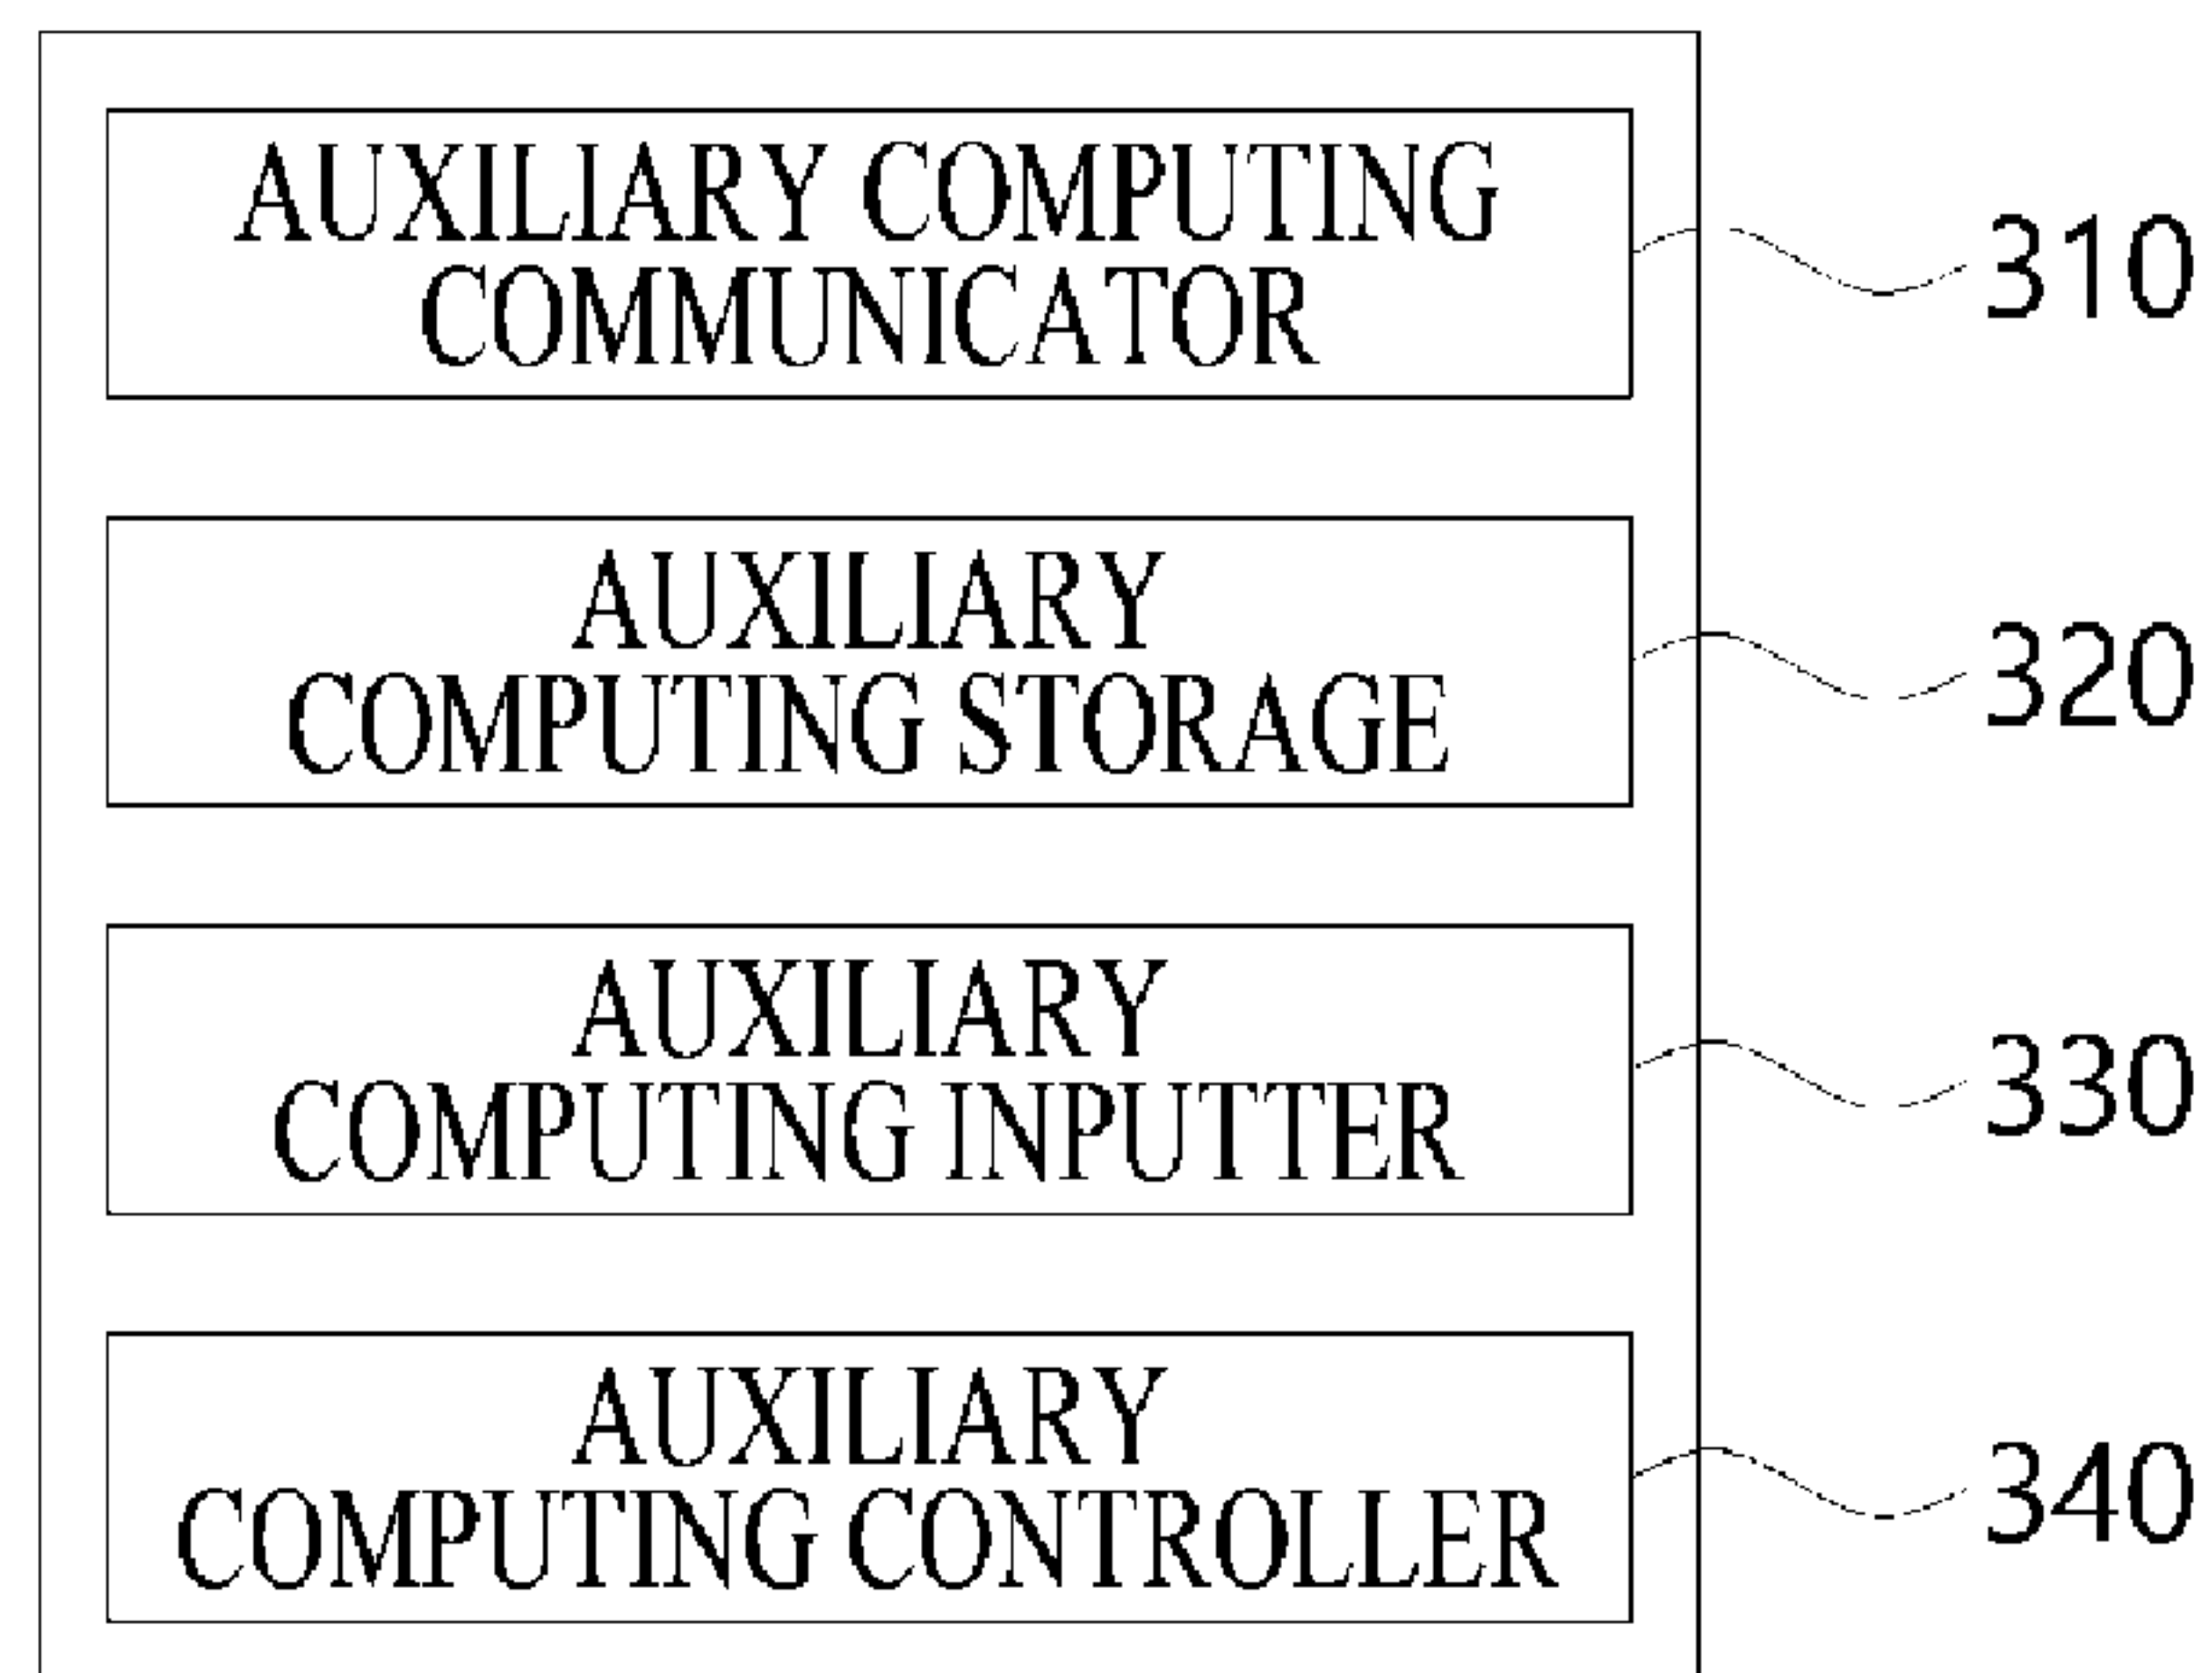 AUXILIARY COMPUTING
COMMUNICATOR
310
AUXILIARY
COMPUTING STORAGE
320
AUXILIARY
COMPUTING INPUTTER
330
AUXILIARY
COMPUTING CONTROLLER
340